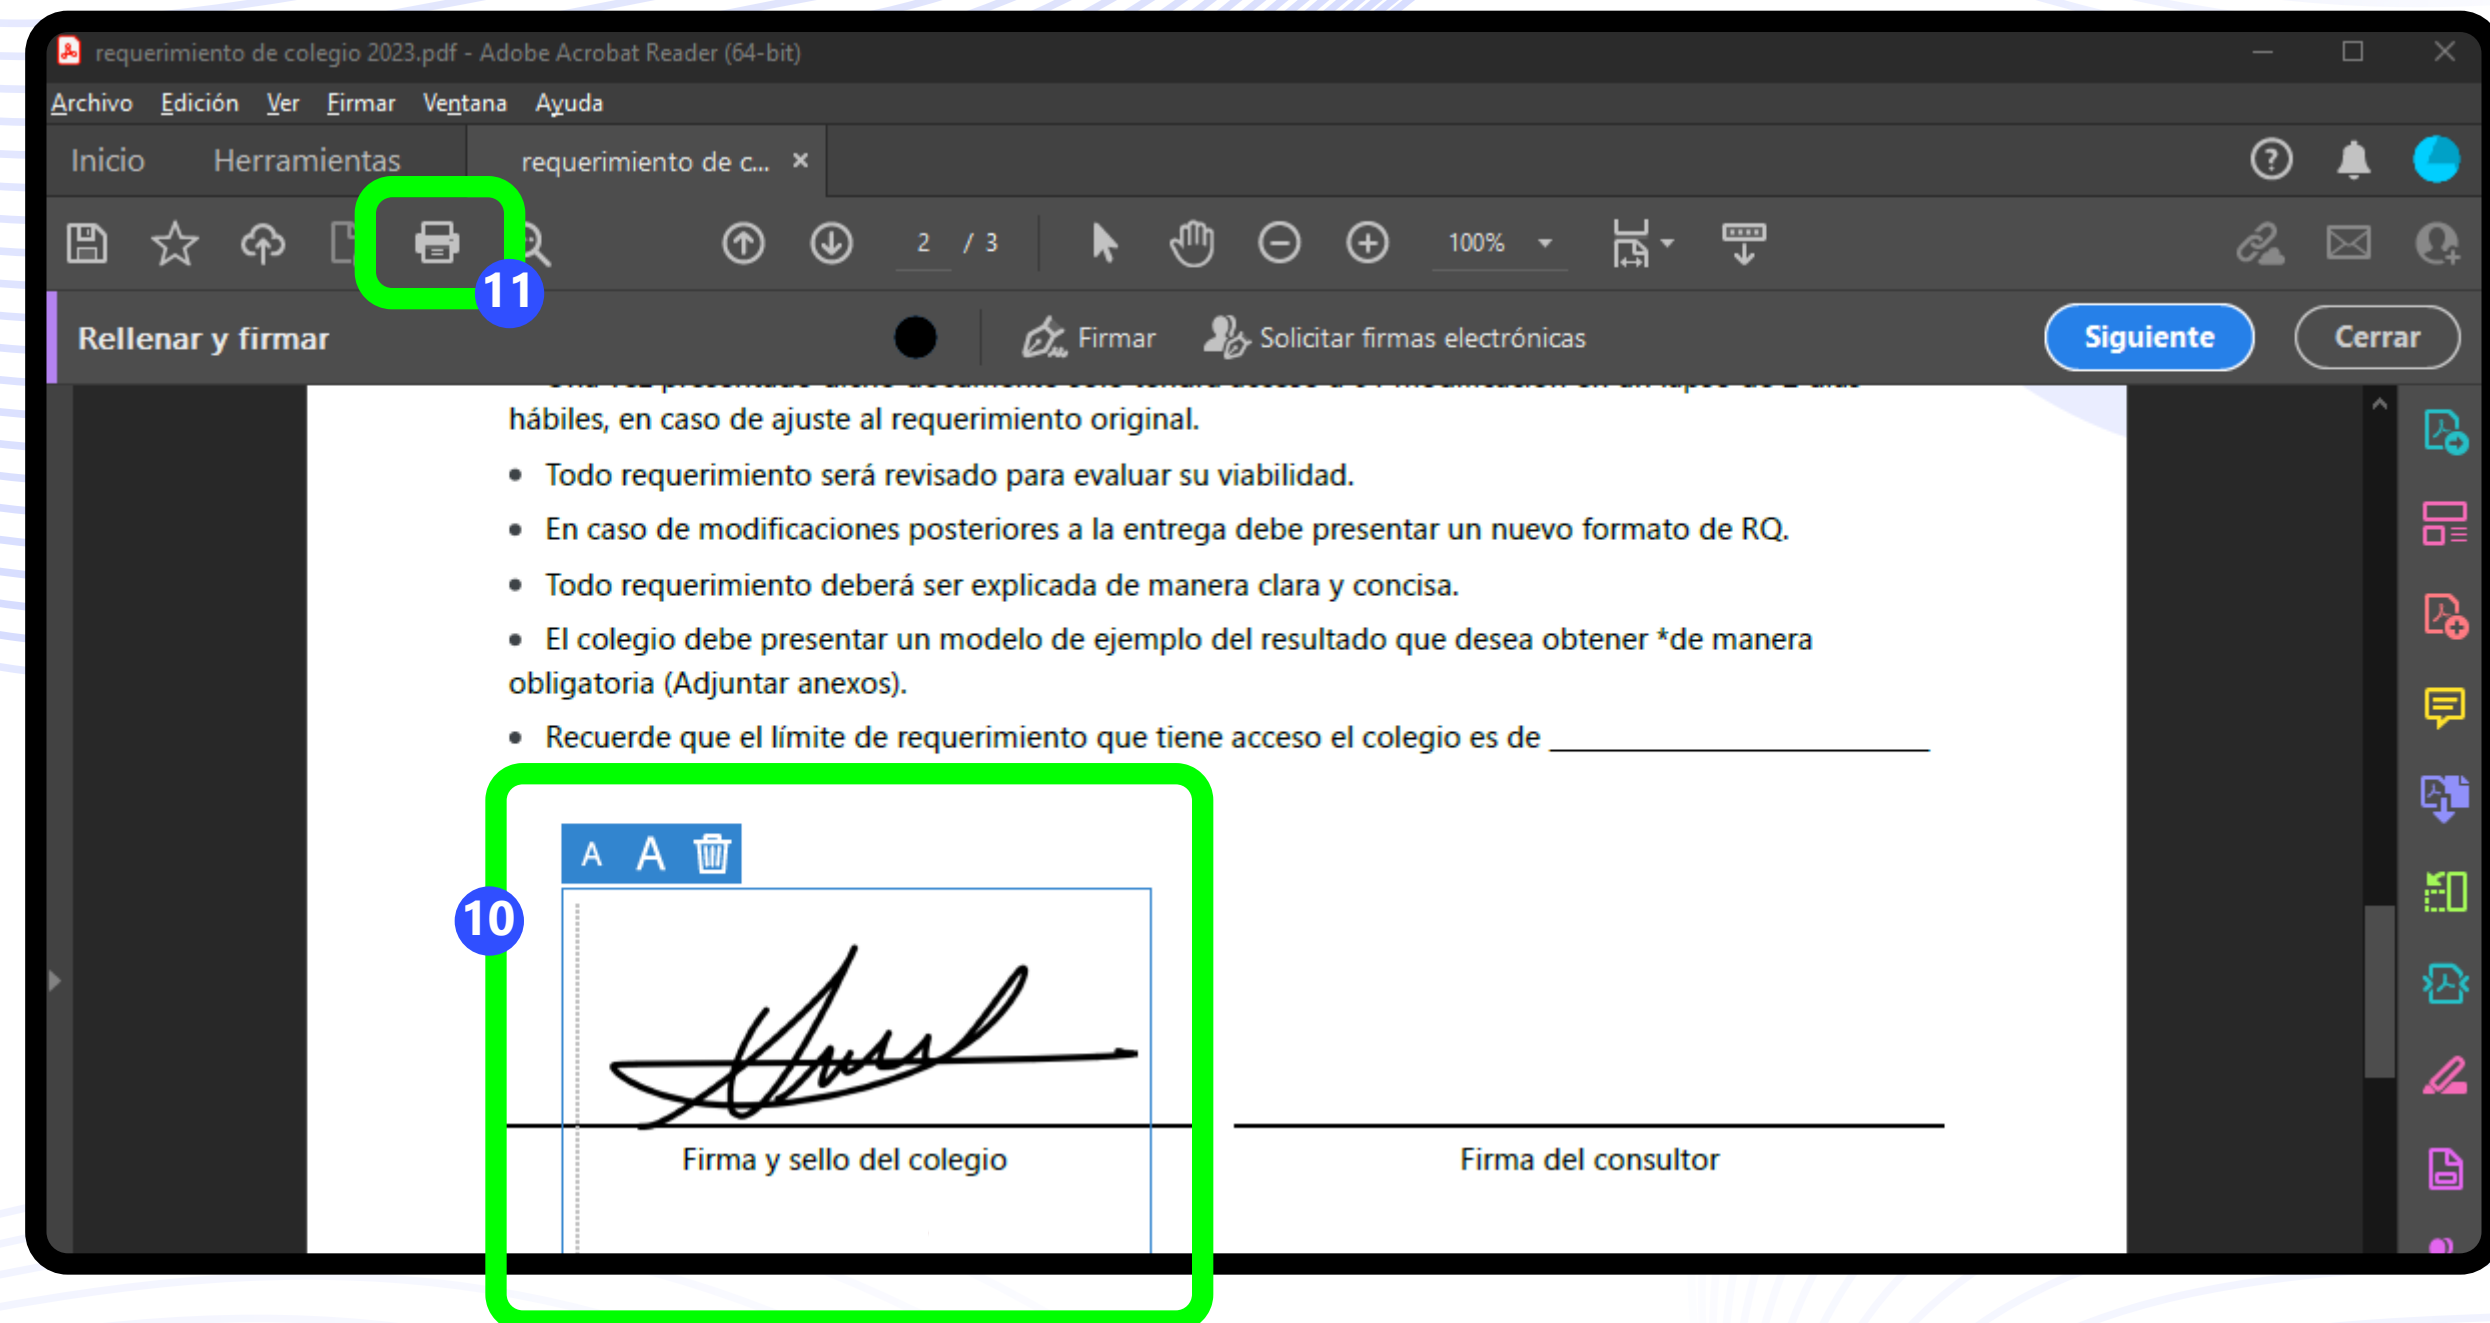 requerimiento de colegio 2023.pdf - Adobe Acrobat Reader (64-bit)
Archivo Edición Ver Firmar Ventana Ayuda
Inicio Herramientas requerimiento de c... ×
2 / 3 100%
11
Rellenar y firmar Firmar Solicitar firmas electrónicas Siguiente Cerrar
hábiles, en caso de ajuste al requerimiento original.
• Todo requerimiento será revisado para evaluar su viabilidad.
• En caso de modificaciones posteriores a la entrega debe presentar un nuevo formato de RQ.
• Todo requerimiento deberá ser explicada de manera clara y concisa.
• El colegio debe presentar un modelo de ejemplo del resultado que desea obtener *de manera
obligatoria (Adjuntar anexos).
• Recuerde que el límite de requerimiento que tiene acceso el colegio es de ____________________
A A
10
Firma y sello del colegio Firma del consultor